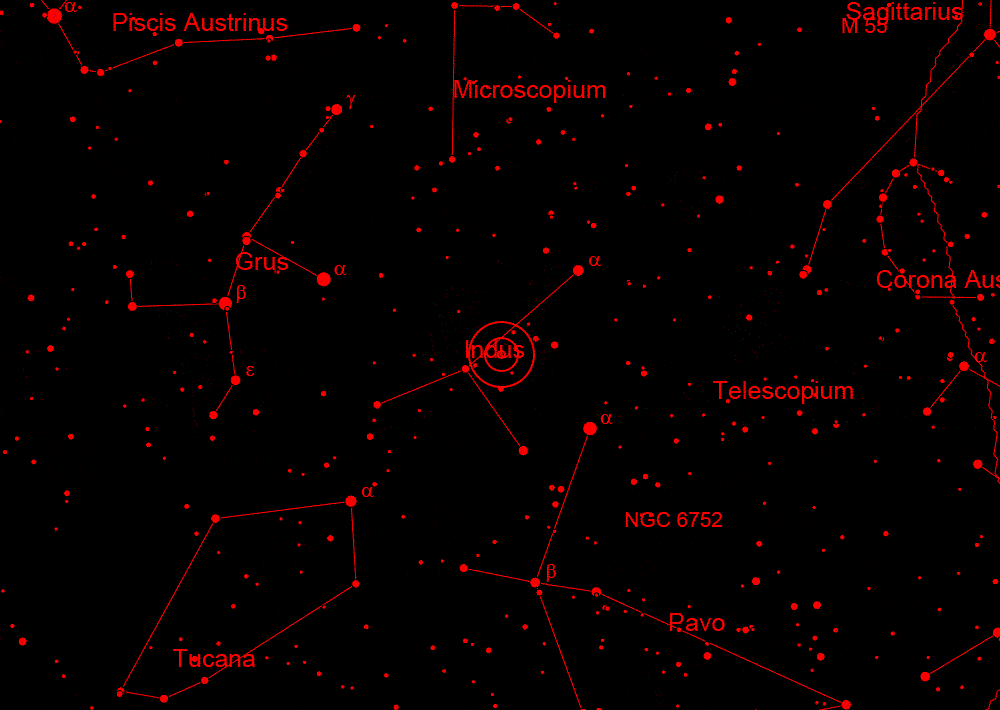 α
Piscis Austrinus
Sagittarius
M 55
Microscopium
γ
Grus
α
α
β
Corona Aus
Indus
α
ε
Telescopium
α
α
NGC 6752
β
Pavo
Tucana